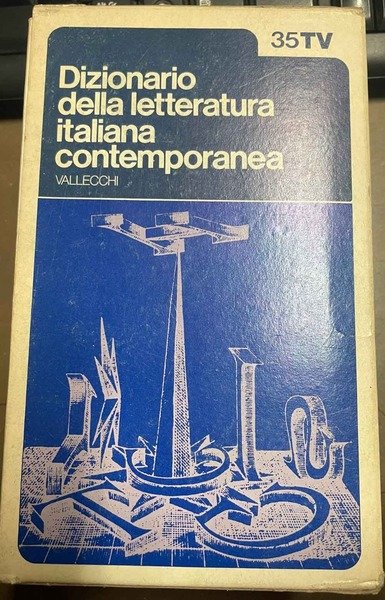 35TV
Dizionario
della letteratura
italiana
contemporanea
VALLECCHI